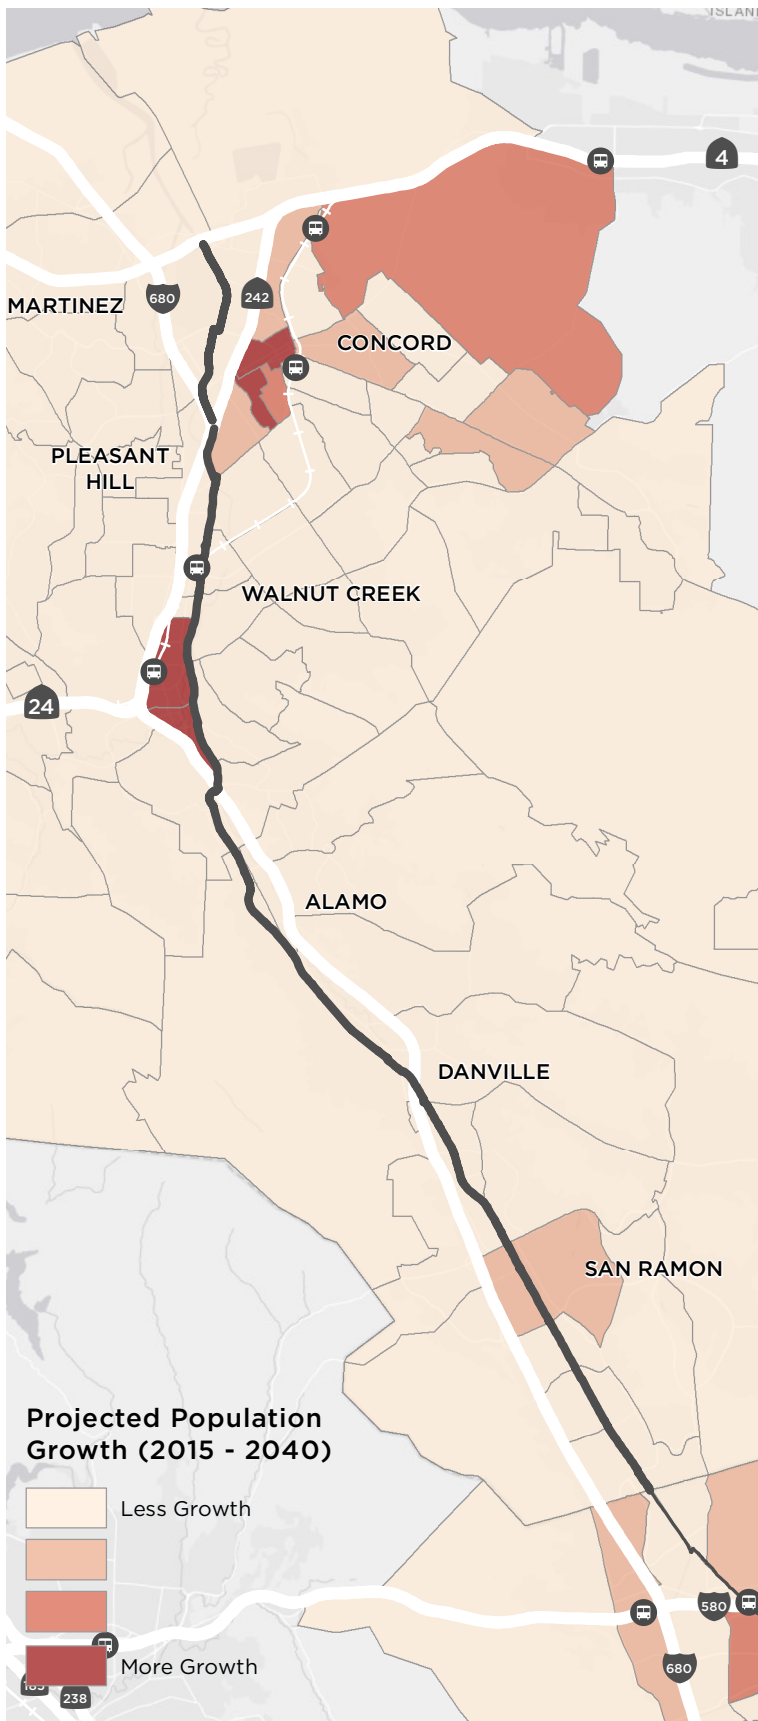 4
680
242
MARTINEZ
CONCORD
PLEASANT
HILL
WALNUT CREEK
24
ALAMO
DANVILLE
SAN RAMON
Projected Population
Growth (2015 - 2040)
Less Growth
More Growth
580
680
238